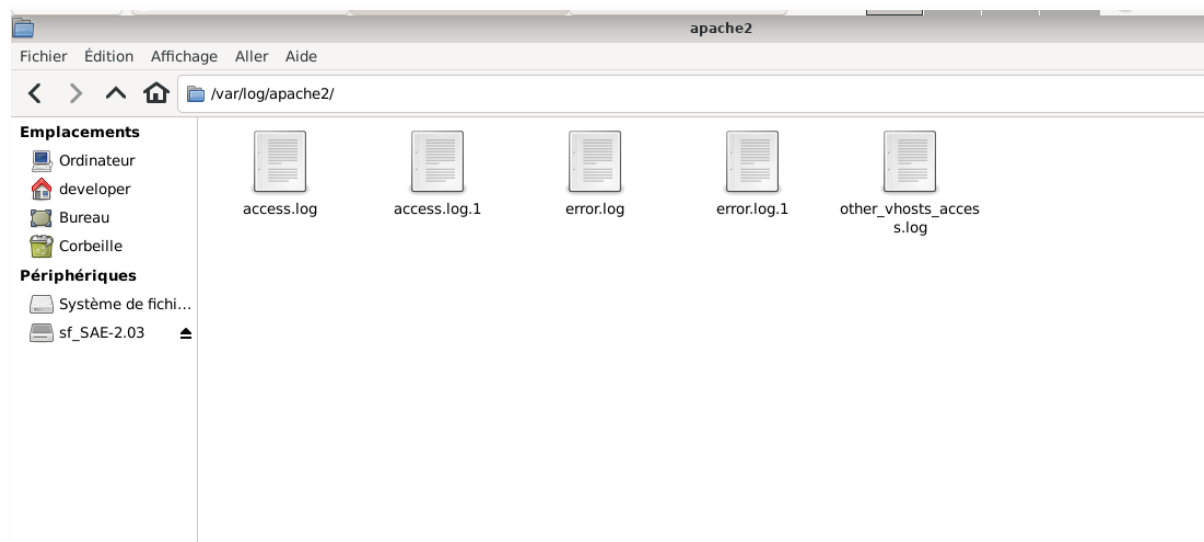 apache2
Fichier Édition Affichage Aller Aide
/var/log/apache2/
Emplacements
Ordinateur
developer
Bureau
Corbeille
Périphériques
Système de fichi...
sf_SAE-2.03
access.log
access.log.1
error.log
error.log.1
other_vhosts_acces
s.log